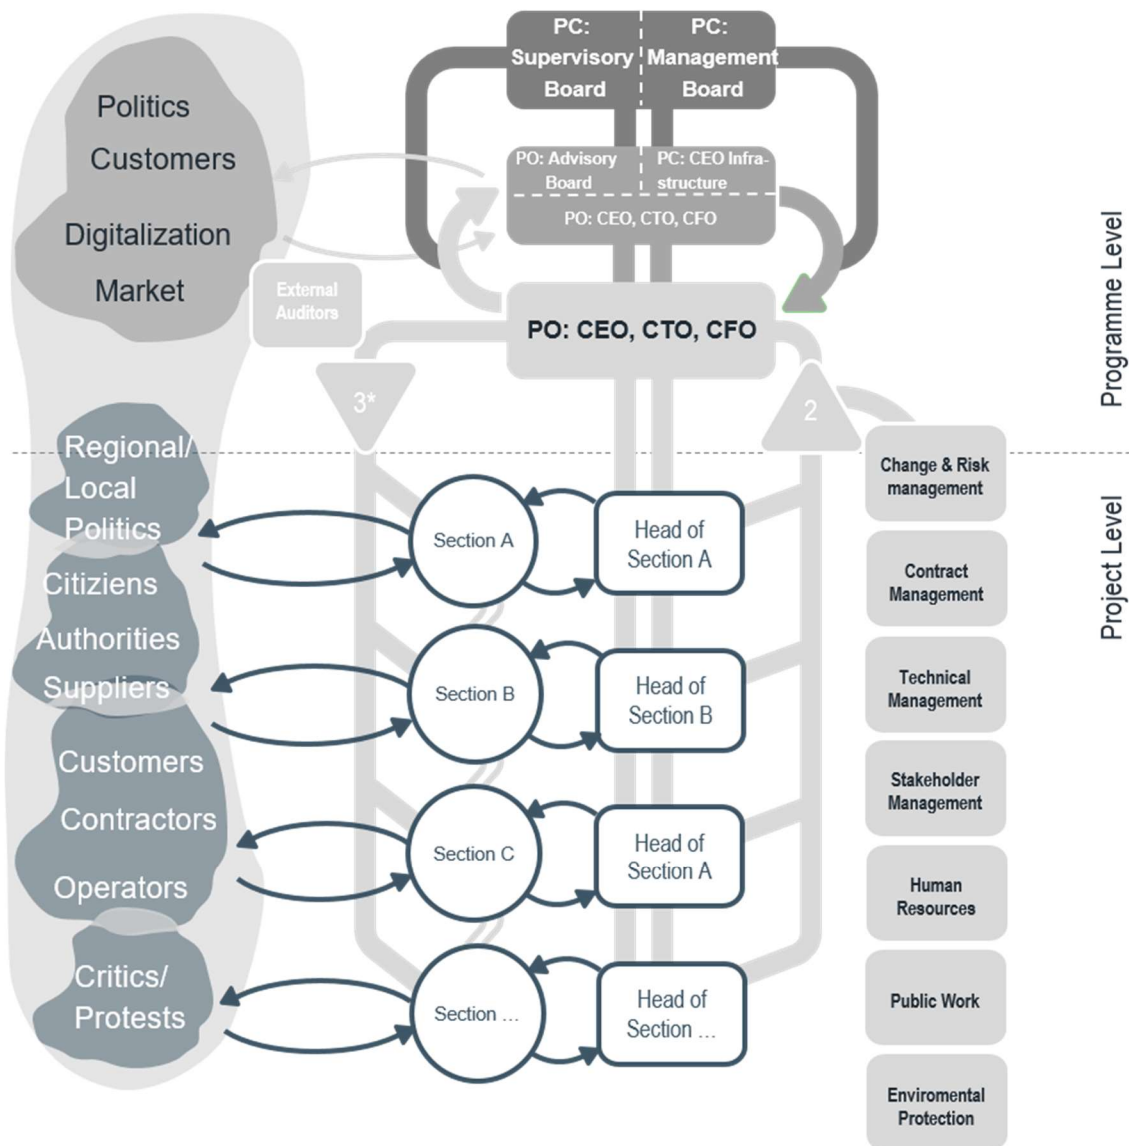 PC:
Supervisory
Board
PC:
Management
Board
Politics
Customers
Digitalization
Market
PO: Advisory
Board
PC: CEO Infra-
structure
PO: CEO, CTO, CFO
External
Auditors
PO: CEO, CTO, CFO
3*
2
Programme Level
Regional/
Local
Politics
Citiziens
Authorities
Suppliers
Customers
Contractors
Operators
Critics/
Protests
Section A
Head of
Section A
Section B
Head of
Section B
Section C
Head of
Section A
Section ...
Head of
Section ...
Change & Risk
management
Contract
Management
Technical
Management
Stakeholder
Management
Human
Resources
Public Work
Enviromental
Protection
Project Level